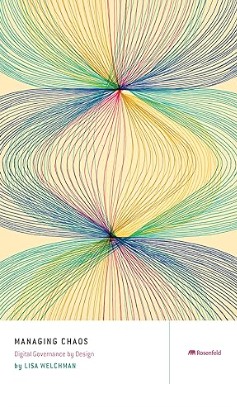 MANAGING CHAOS
Digital Governance by Design
by LISA WELCHMAN
Rosenfeld